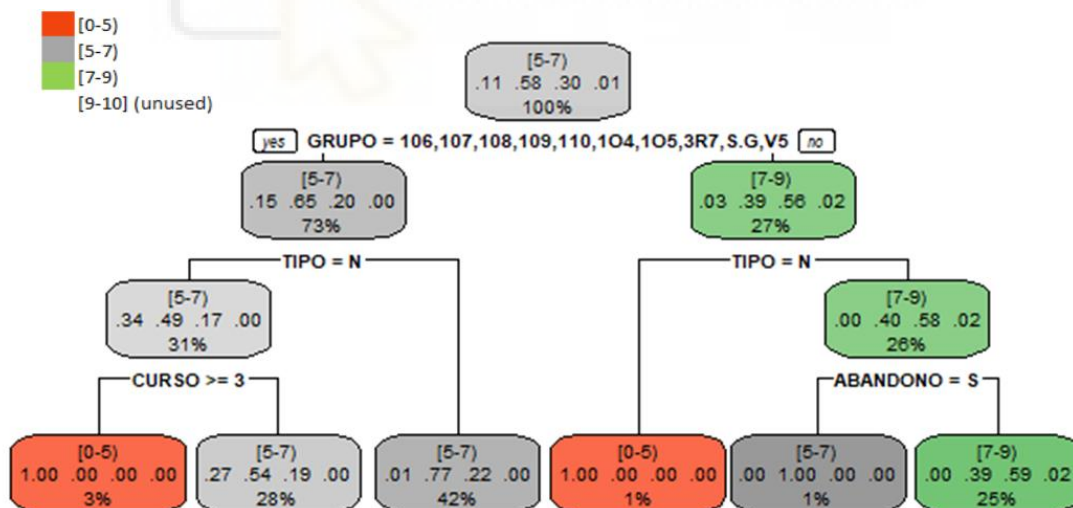 [0-5)
[5-7)
[7-9)
[9-10] (unused)
[5-7)
.11 .58 .30 .01
100%
yes GRUPO = 106,107,108,109,110,1O4,1O5,3R7,S.G,V5 no
[5-7)
.15 .65 .20 .00
73%
[7-9)
.03 .39 .56 .02
27%
TIPO = N
TIPO = N
[5-7)
.34 .49 .17 .00
31%
[7-9)
.00 .40 .58 .02
26%
CURSO >= 3
ABANDONO = S
[0-5)
1.00 .00 .00 .00
3%
[5-7)
.27 .54 .19 .00
28%
[5-7)
.01 .77 .22 .00
42%
[0-5)
1.00 .00 .00 .00
1%
[5-7)
.00 1.00 .00 .00
1%
[7-9)
.00 .39 .59 .02
25%